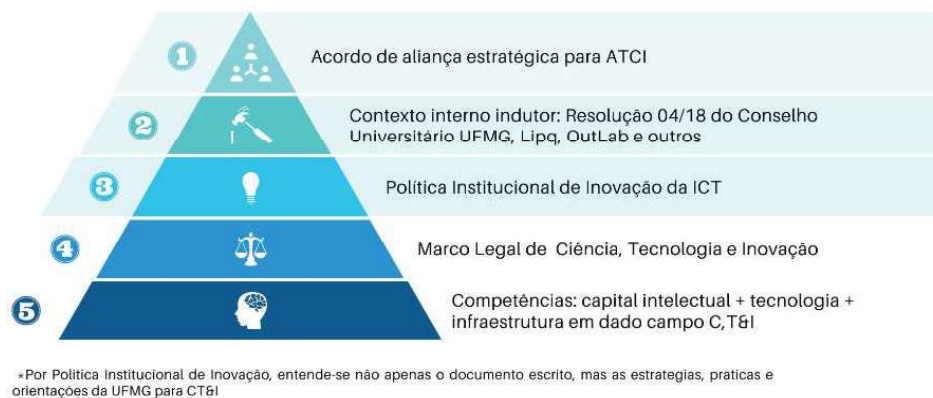 1
Acordo de aliança estratégica para ATCI
2
Contexto interno indutor: Resolução 04/18 do Conselho
Universitário UFMG, Lipq, OutLab e outros
3
Política Institucional de Inovação da ICT
4
Marco Legal de Ciência, Tecnologia e Inovação
5
Competências: capital intelectual + tecnologia +
infraestrutura em dado campo C,T&I
*Por Politica Institucional de Inovação, entende-se não apenas o documento escrito, mas as estrategias, praticas e
orientações da UFMG para CT&I